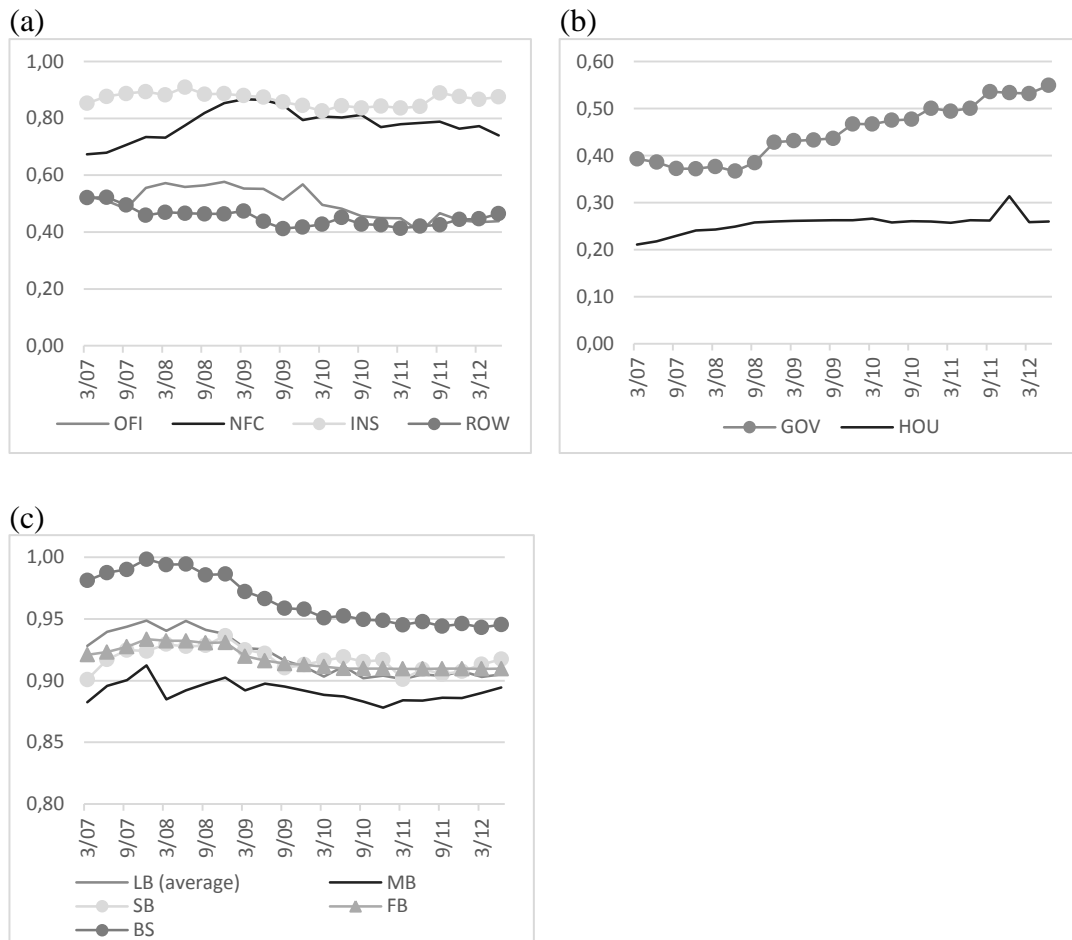 (a)
1,00
0,80
0,60
0,40
0,20
0,00
3/07 9/07 3/08 9/08 3/09 9/09 3/10 9/10 3/11 9/11 3/12
OFI NFC INS ROW
(b)
0,60
0,50
0,40
0,30
0,20
0,10
0,00
3/07 9/07 3/08 9/08 3/09 9/09 3/10 9/10 3/11 9/11 3/12
GOV HOU
(c)
1,00
0,95
0,90
0,85
0,80
3/07 9/07 3/08 9/08 3/09 9/09 3/10 9/10 3/11 9/11 3/12
LB (average) MB
SB FB
BS